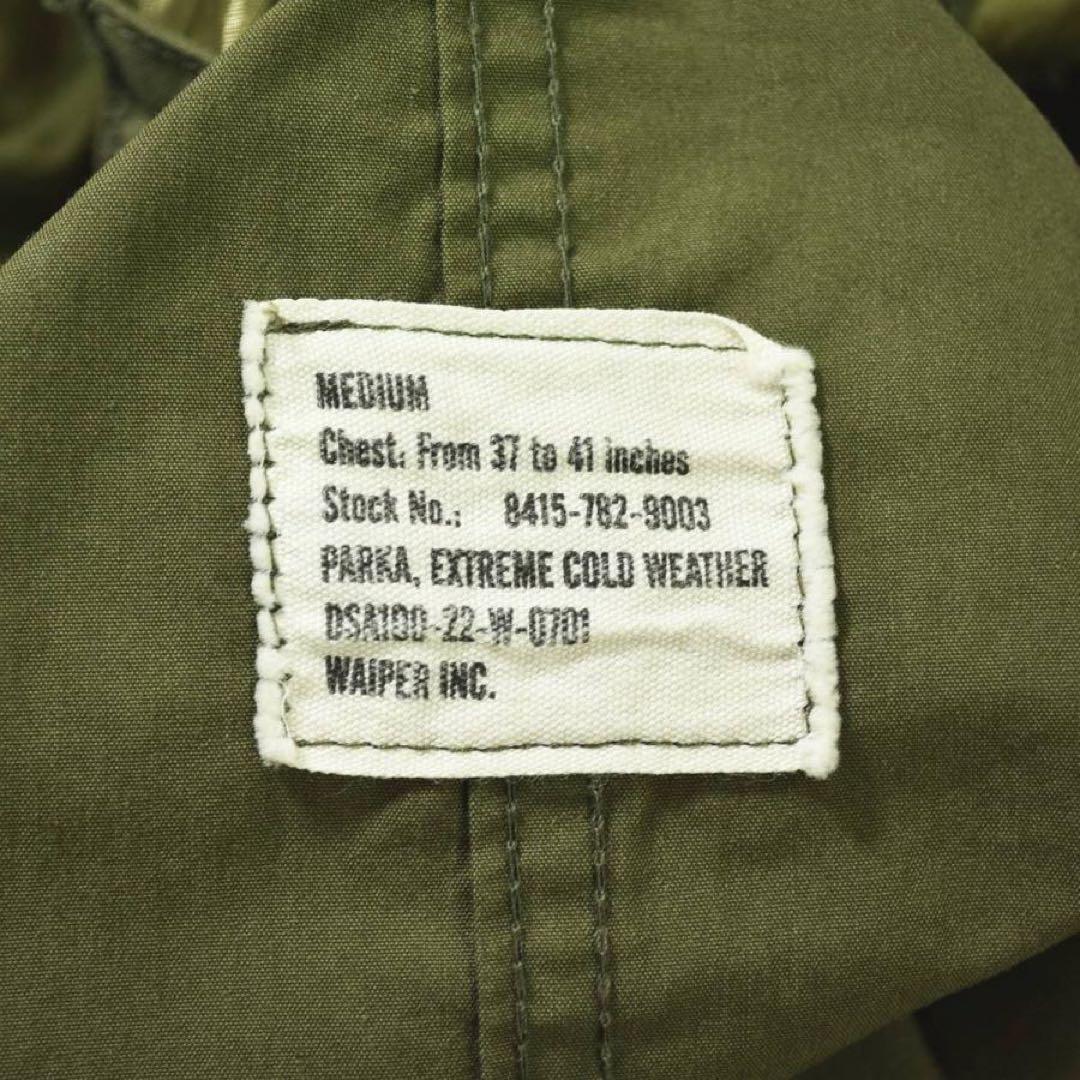 MEDIUM
Chest: From 37 to 41 inches
Stock No.: 8415-782-9003
PARKA, EXTREME COLD WEATHER
DSA100-22-W-0701
WAIPER INC.